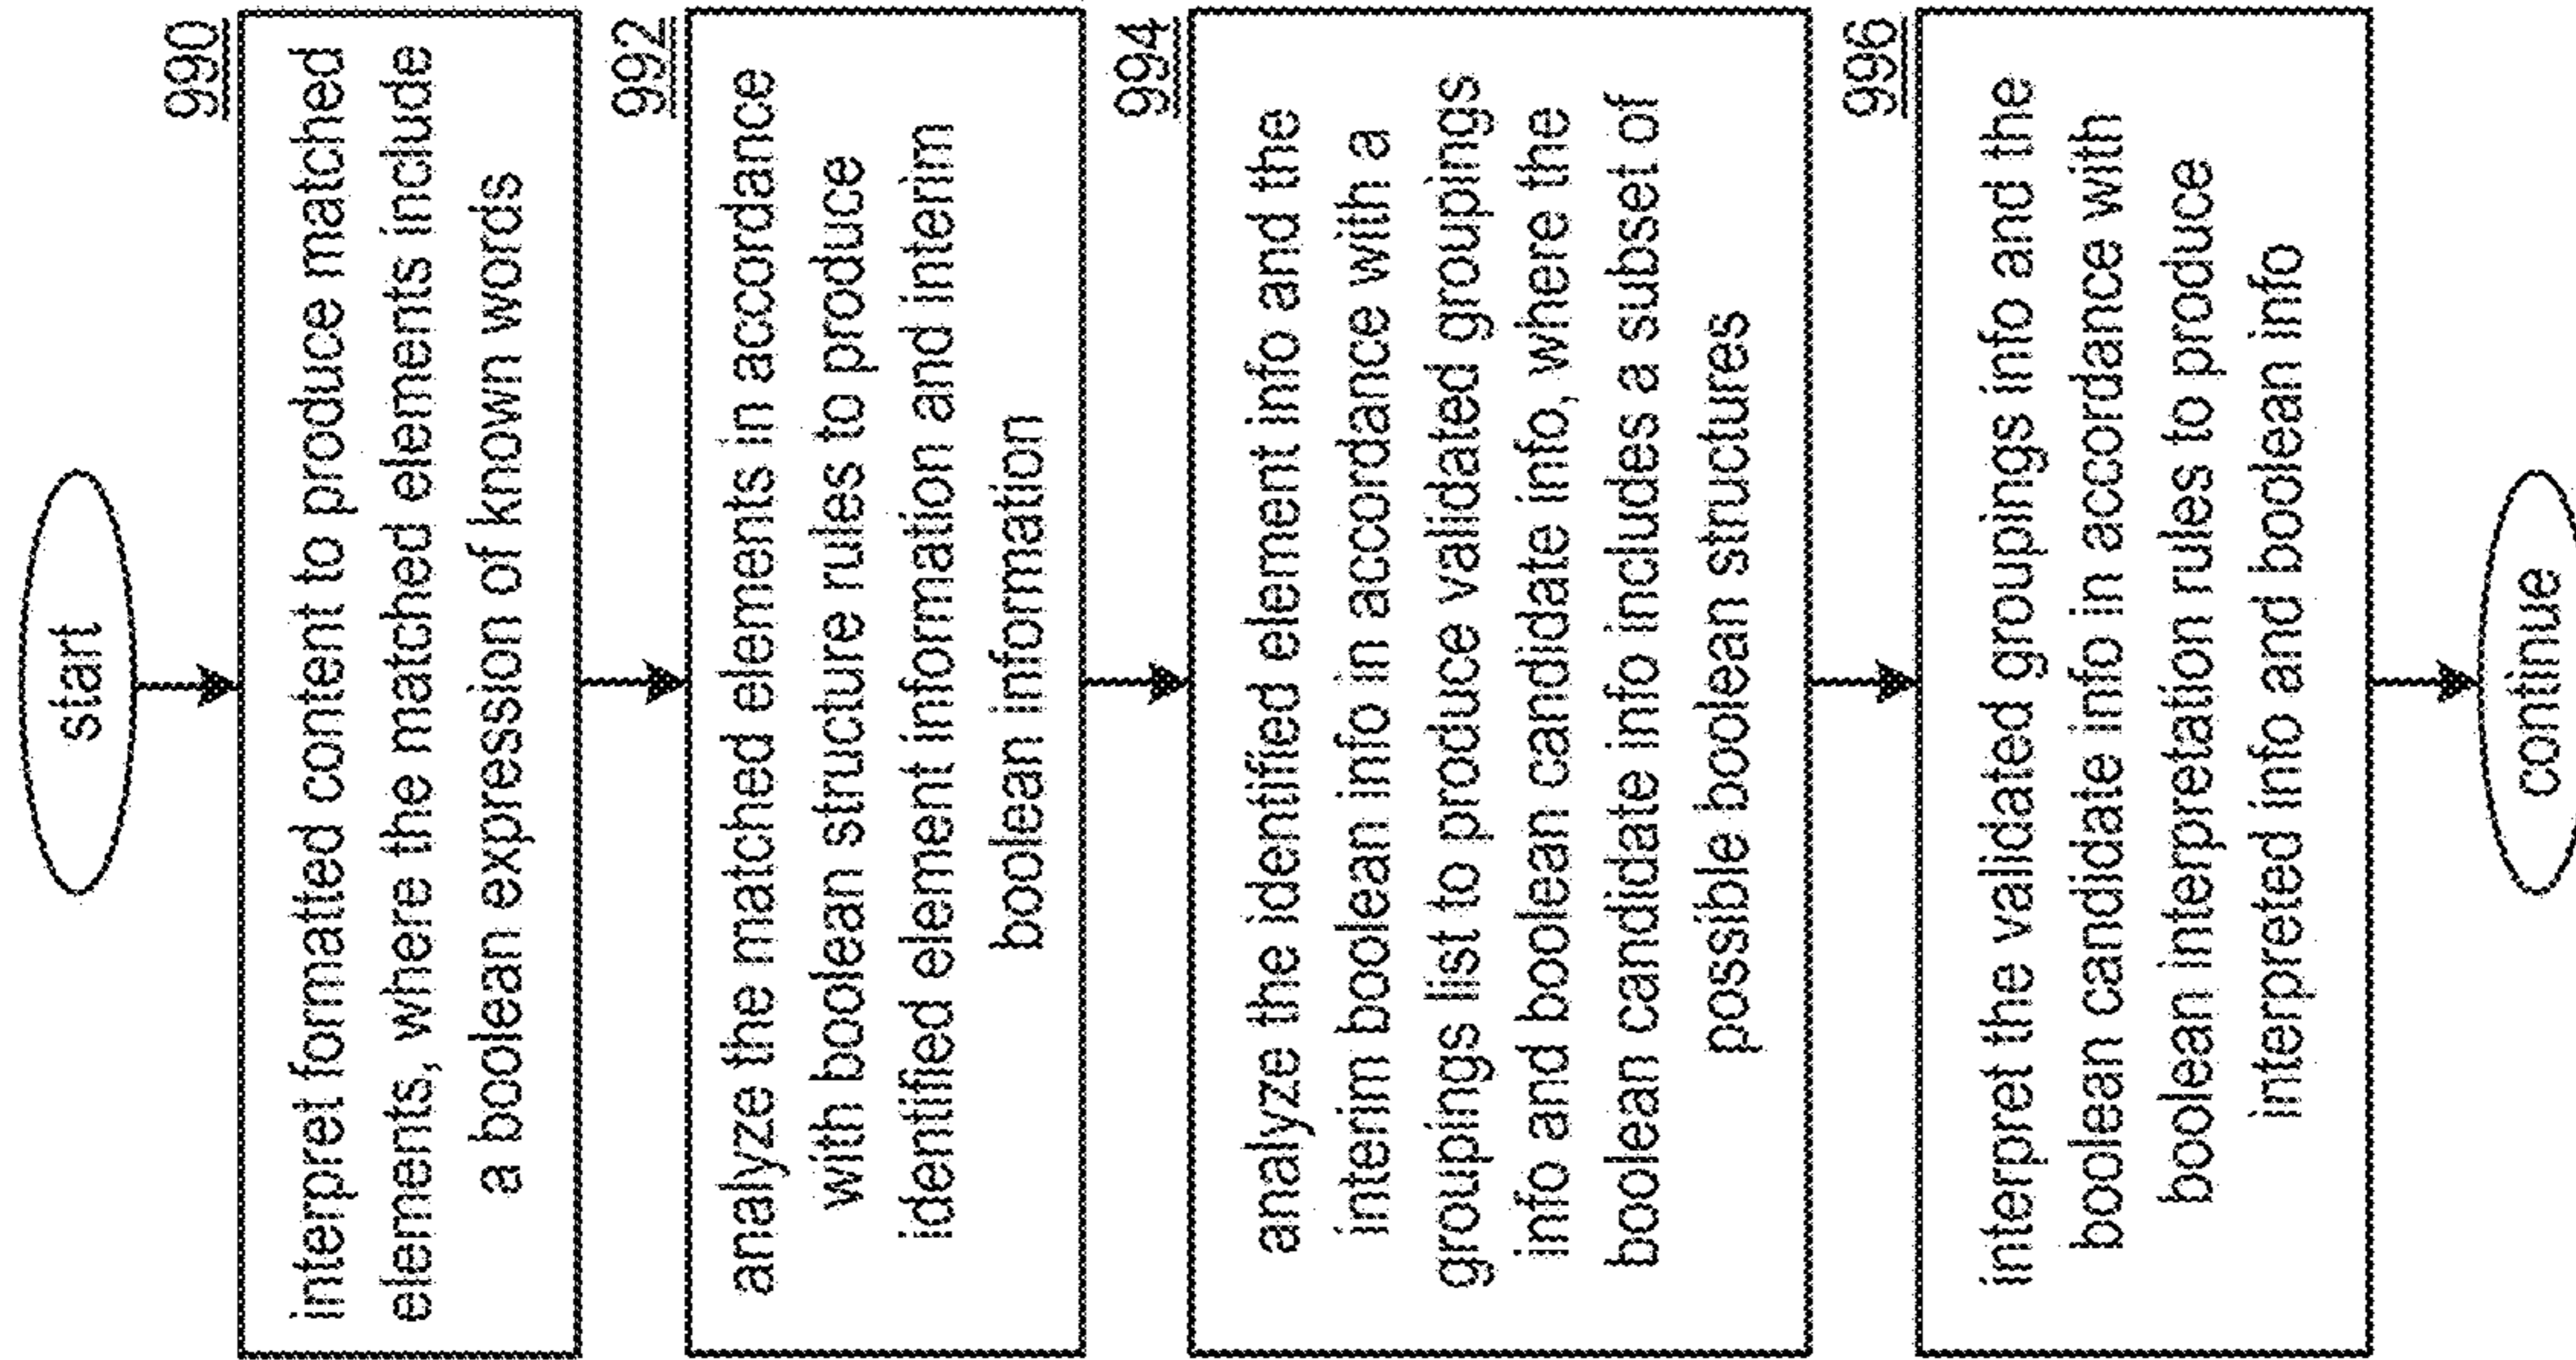 start
990
interpret formatted content to produce matched
elements, where the matched elements include
a boolean expression of known words
992
analyze the matched elements in accordance
with boolean structure rules to produce
identified element information and interim
boolean information
994
analyze the identified element info and the
interim boolean info in accordance with a
groupings list to produce validated groupings
info and boolean candidate info, where the
boolean candidate info includes a subset of
possible boolean structures
996
interpret the validated groupings info and the
boolean candidate info in accordance with
boolean interpretation rules to produce
interpreted info and boolean info
continue